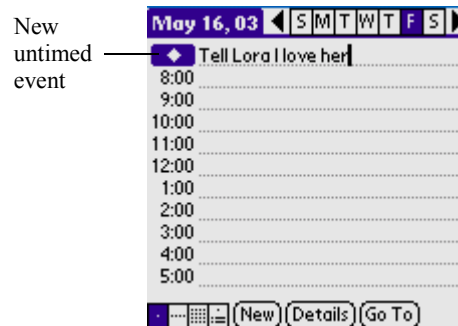 New
untimed
event
May 16, 03 S M T W T F S
Tell Lora I love her
8:00
9:00
10:00
11:00
12:00
1:00
2:00
3:00
4:00
5:00
New Details Go To